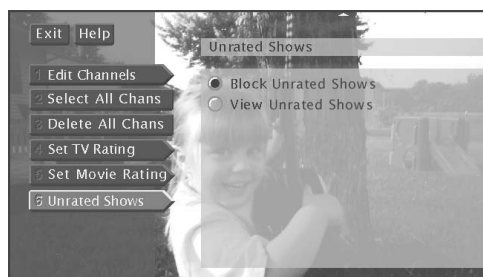 Exit Help
Unrated Shows
1 Edit Channels
Block Unrated Shows
2 Select All Chans
View Unrated Shows
3 Delete All Chans
4 Set TV Rating
5 Set Movie Rating
6 Unrated Shows